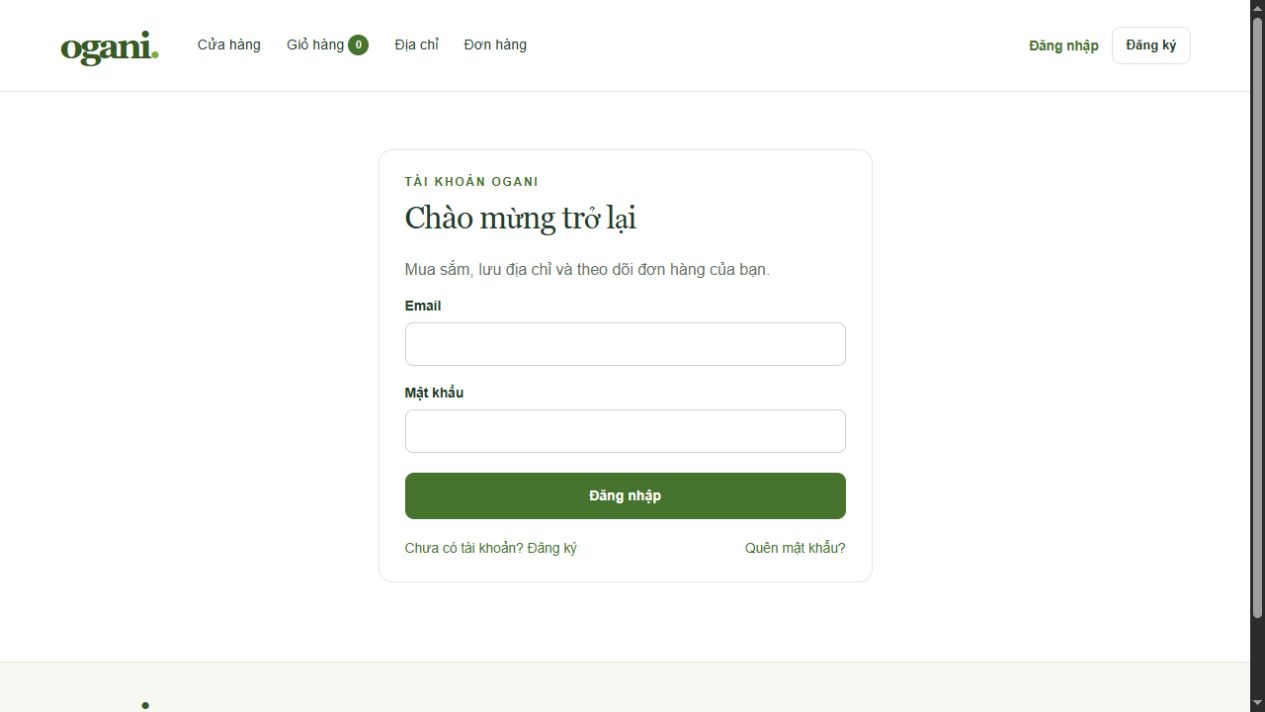 ogani.
Cửa hàng
Giỏ hàng 0
Địa chỉ
Đơn hàng
Đăng nhập
Đăng ký
TÀI KHOẢN OGANI
Chào mừng trở lại
Mua sắm, lưu địa chỉ và theo dõi đơn hàng của bạn.
Email
Mật khẩu
Đăng nhập
Chưa có tài khoản? Đăng ký
Quên mật khẩu?